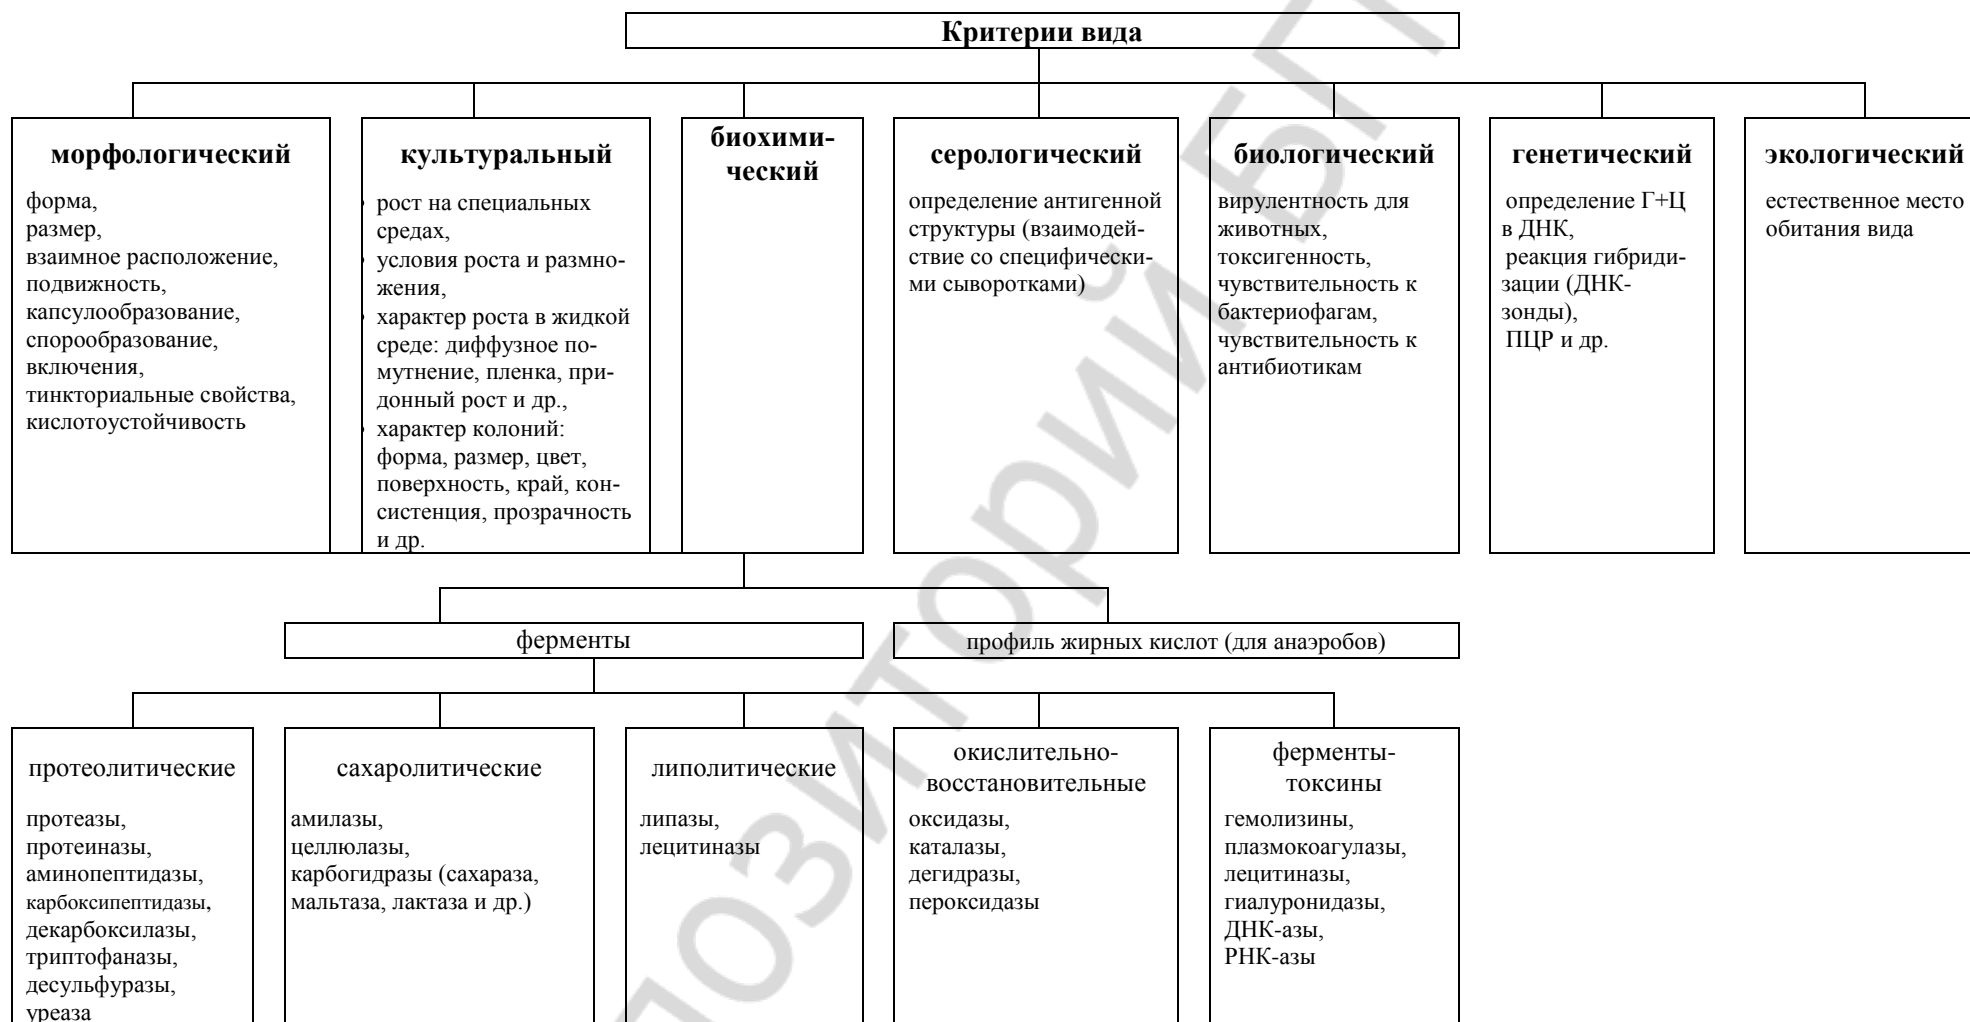 Критерии вида
морфологический
форма,
размер,
взаимное расположение,
подвижность,
капсулообразование,
спорообразование,
включения,
тинкториальные свойства,
кислотоустойчивость
культуральный
• рост на специальных
средах,
• условия роста и размно-
жения,
• характер роста в жидкой
среде: диффузное по-
мутнение, пленка, при-
донный рост и др.,
• характер колоний:
форма, размер, цвет,
поверхность, край, кон-
систенция, прозрачность
и др.
биохими-
ческий
серологический
определение антигенной
структуры (взаимодей-
ствие со специфически-
ми сыворотками)
биологический
вирулентность для
животных,
токсигенность,
чувствительность к
бактериофагам,
чувствительность к
антибиотикам
генетический
определение Г+Ц
в ДНК,
реакция гибриди-
зации (ДНК-
зонды),
ПЦР и др.
экологический
естественное место
обитания вида
ферменты
профиль жирных кислот (для анаэробов)
протеолитические
протеазы,
протеиназы,
аминопептидазы,
карбоксипептидазы,
декарбоксилазы,
триптофаназы,
десульфуразы,
уреаза
сахаролитические
амилазы,
целлюлазы,
карбогидразы (сахараза,
мальтаза, лактаза и др.)
липолитические
липазы,
лецитиназы
окислительно-
восстановительные
оксидазы,
каталазы,
дегидразы,
пероксидазы
ферменты-
токсины
гемолизины,
плазмокоагулазы,
лецитиназы,
гиалуронидазы,
ДНК-азы,
РНК-азы
позиторий БГ